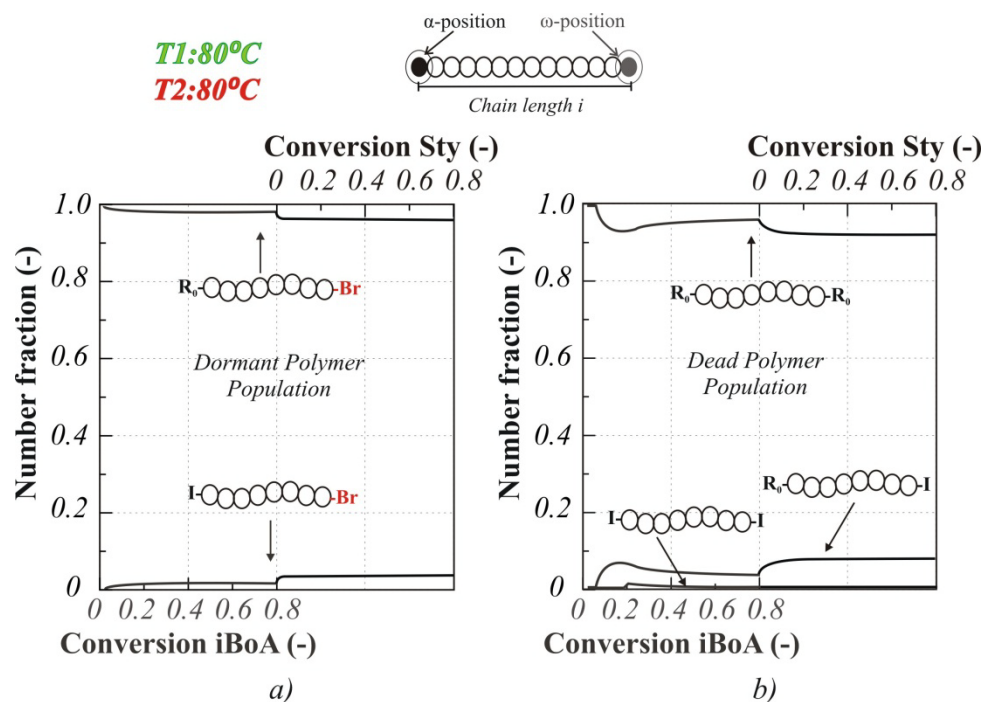 α-position
ω-position
T1:80ºC
T2:80ºC
Chain length i
Conversion Sty (-)
0 0.2 0.4 0.6 0.8
Number fraction (-)
1.0
0.8
0.6
0.4
0.2
0
R₀-
-Br
Dormant Polymer
Population
I-
-Br
0 0.2 0.4 0.6 0.8
Conversion iBoA (-)
a)
Conversion Sty (-)
0 0.2 0.4 0.6 0.8
Number fraction (-)
1.0
0.8
0.6
0.4
0.2
0
R₀-
-R₀
Dead Polymer
Population
R₀-
-I
I-
-I
0 0.2 0.4 0.6 0.8
Conversion iBoA (-)
b)